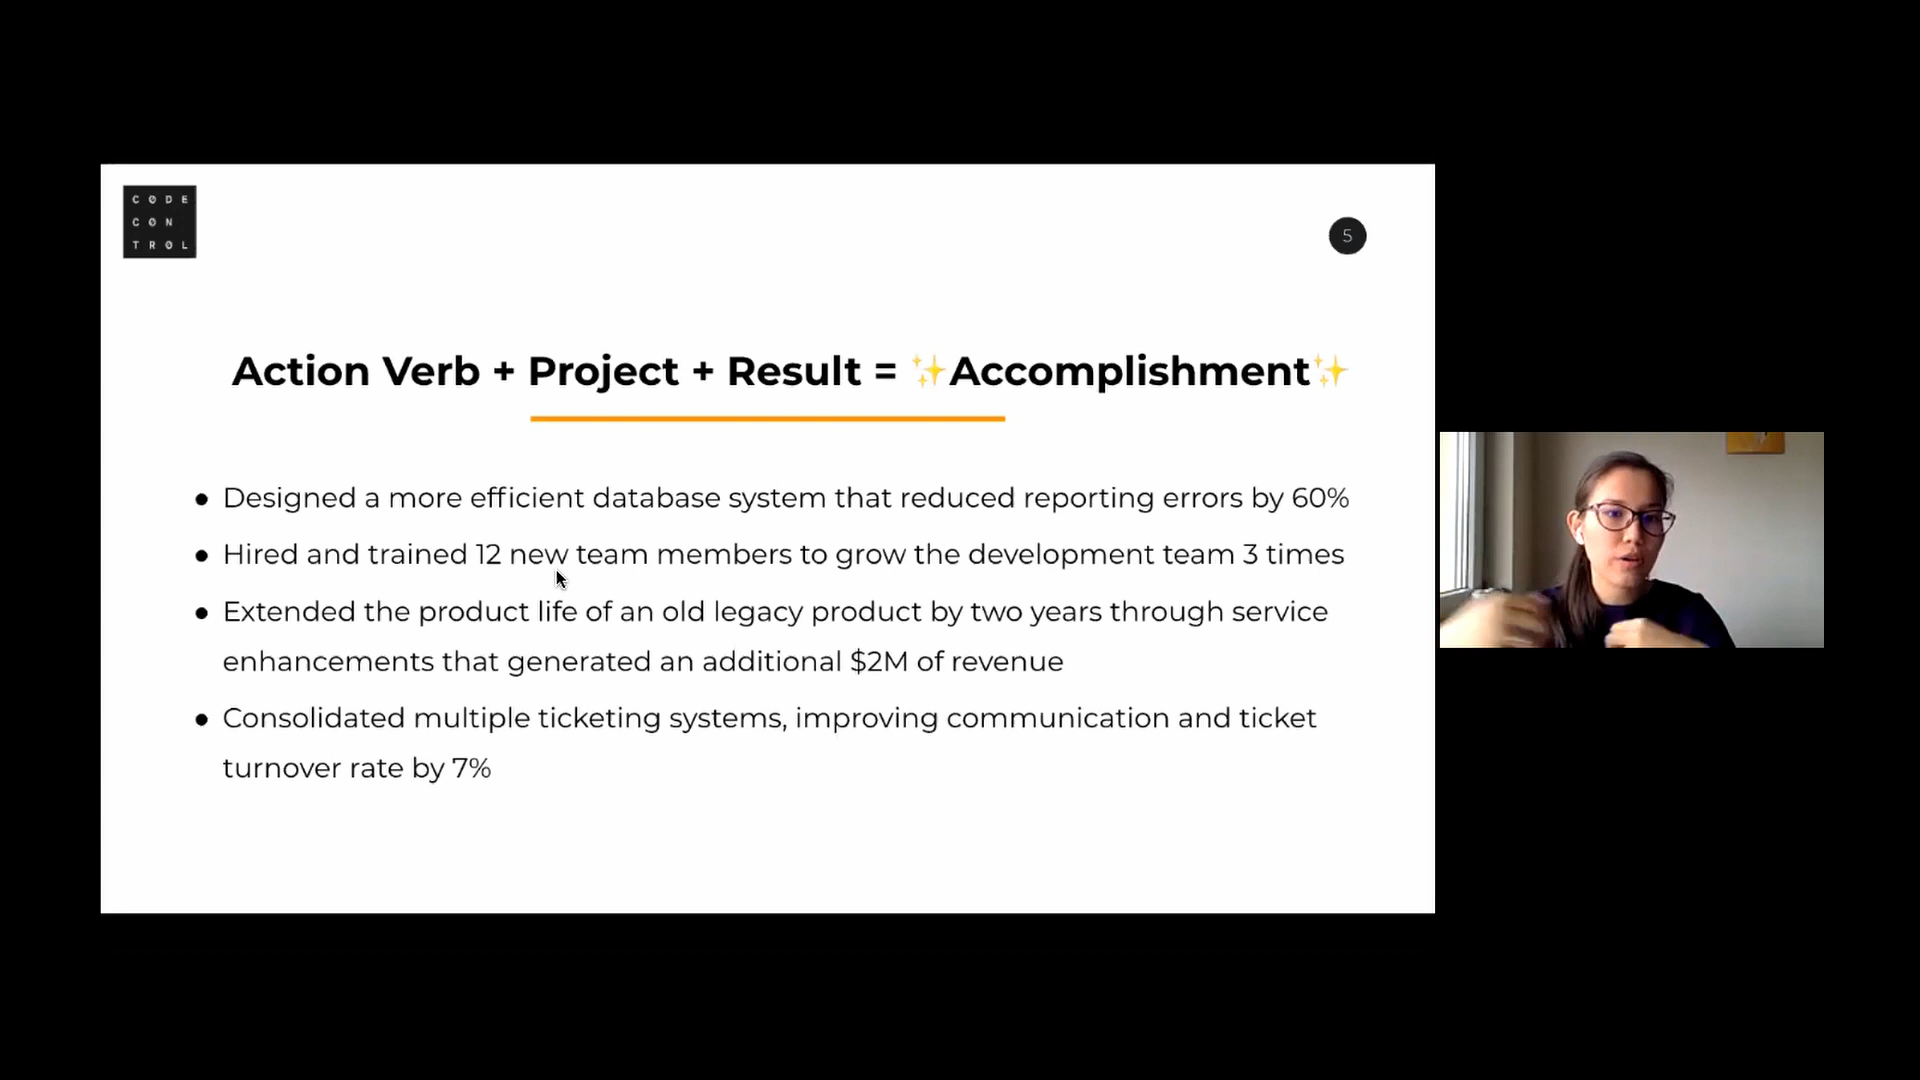 CØDE
CØN
TRØL
5
Action Verb + Project + Result = ✨Accomplishment✨
● Designed a more efficient database system that reduced reporting errors by 60%
● Hired and trained 12 new team members to grow the development team 3 times
● Extended the product life of an old legacy product by two years through service
enhancements that generated an additional $2M of revenue
● Consolidated multiple ticketing systems, improving communication and ticket
turnover rate by 7%